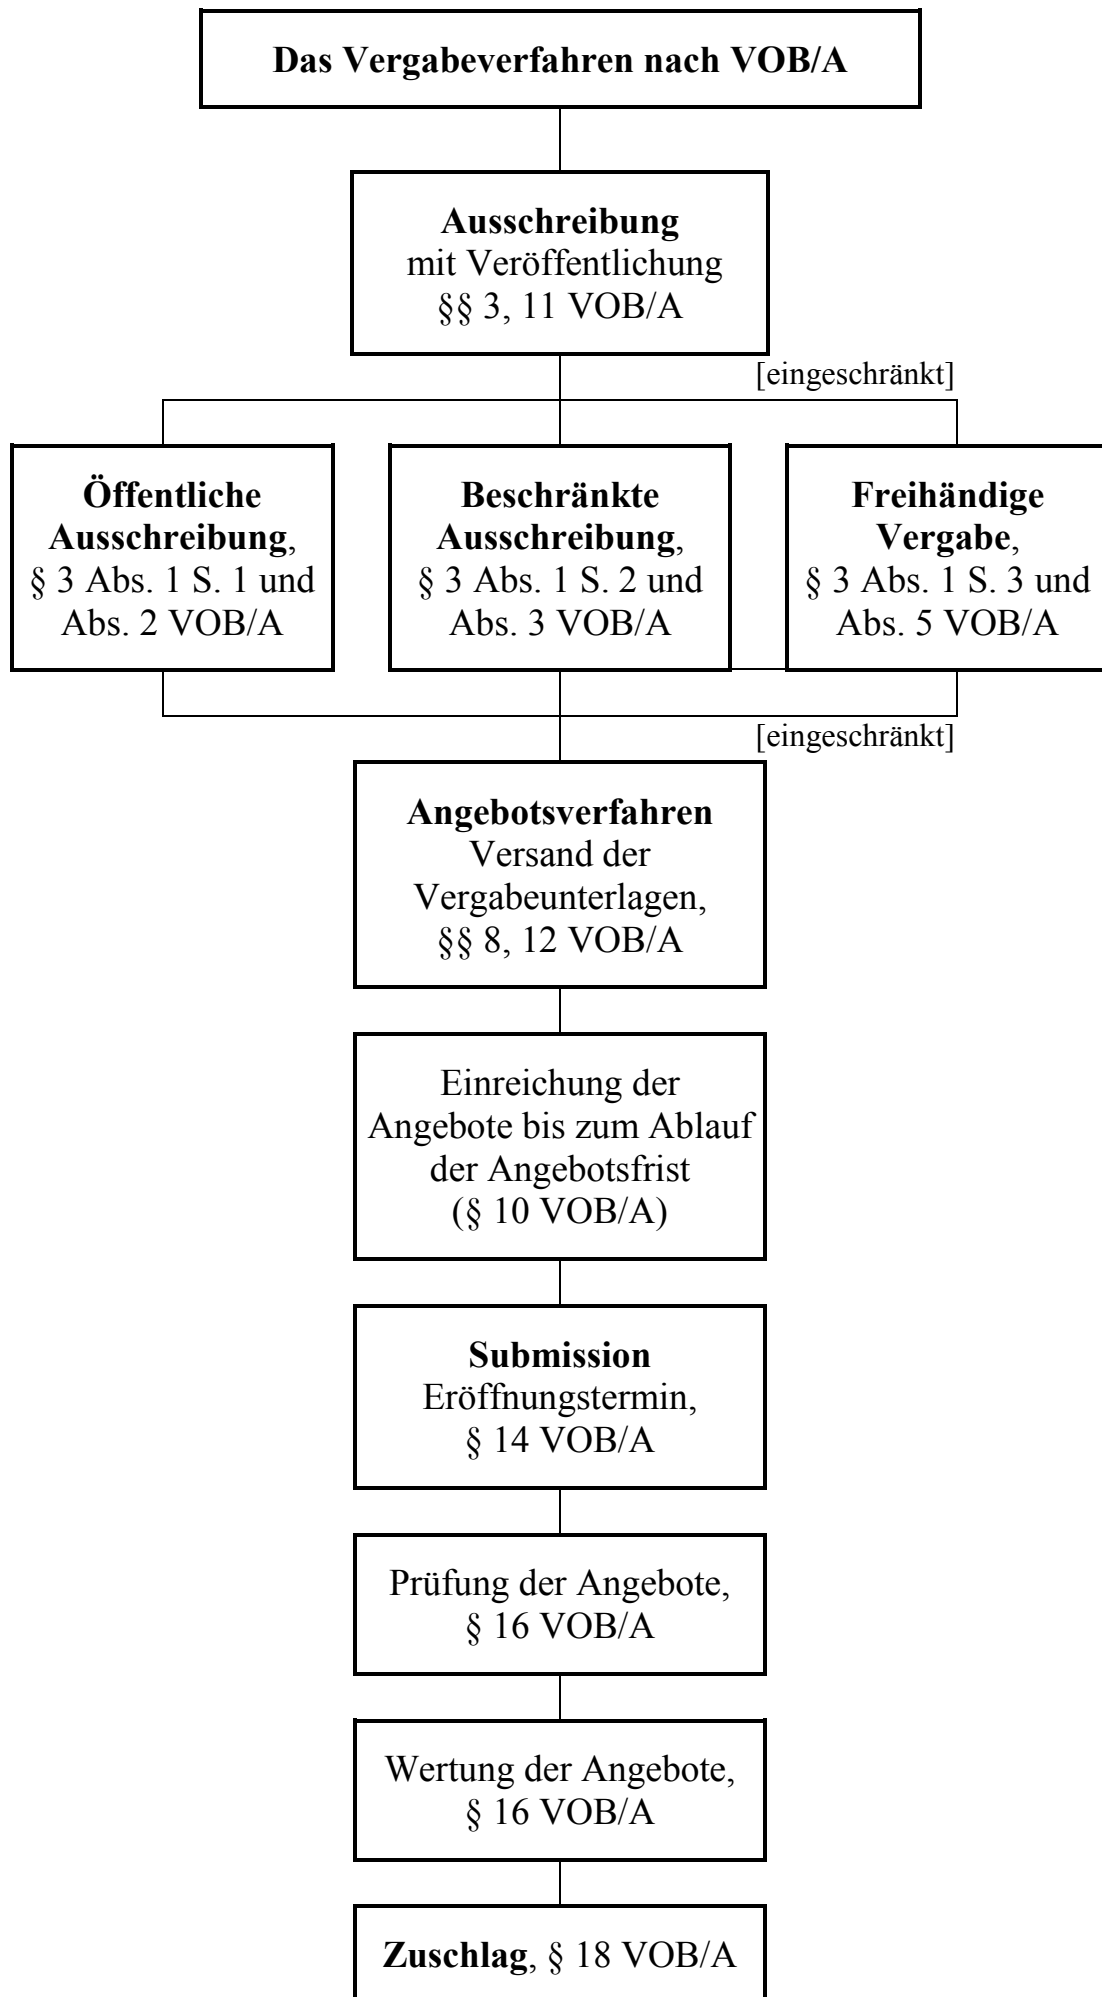 Das Vergabeverfahren nach VOB/A
Ausschreibung
mit Veröffentlichung
§§ 3, 11 VOB/A
[eingeschränkt]
Öffentliche
Ausschreibung,
§ 3 Abs. 1 S. 1 und
Abs. 2 VOB/A
Beschränkte
Ausschreibung,
§ 3 Abs. 1 S. 2 und
Abs. 3 VOB/A
Freihändige
Vergabe,
§ 3 Abs. 1 S. 3 und
Abs. 5 VOB/A
[eingeschränkt]
Angebotsverfahren
Versand der
Vergabeunterlagen,
§§ 8, 12 VOB/A
Einreichung der
Angebote bis zum Ablauf
der Angebotsfrist
(§ 10 VOB/A)
Submission
Eröffnungstermin,
§ 14 VOB/A
Prüfung der Angebote,
§ 16 VOB/A
Wertung der Angebote,
§ 16 VOB/A
Zuschlag, § 18 VOB/A